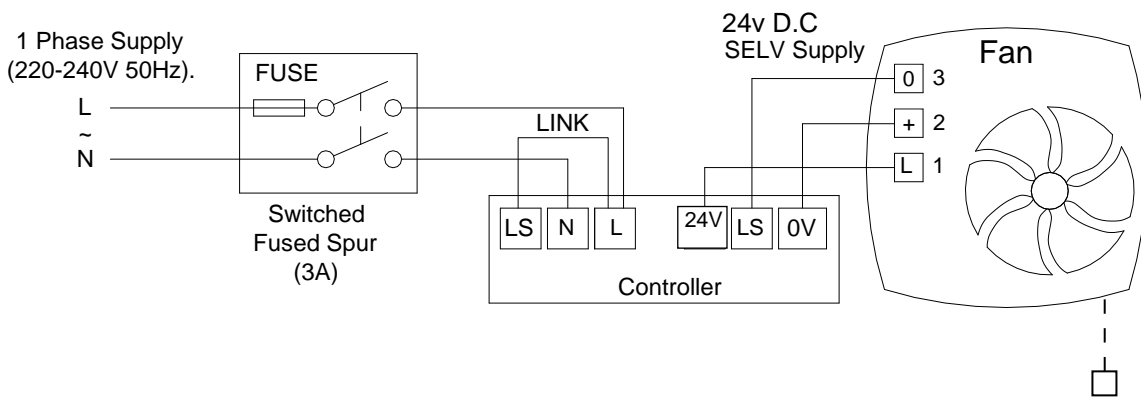 1 Phase Supply
(220-240V 50Hz).
L
~
N
FUSE
Switched
Fused Spur
(3A)
LINK
LS N L 24V LS 0V
Controller
24v D.C
SELV Supply
Fan
0 3
+ 2
L 1